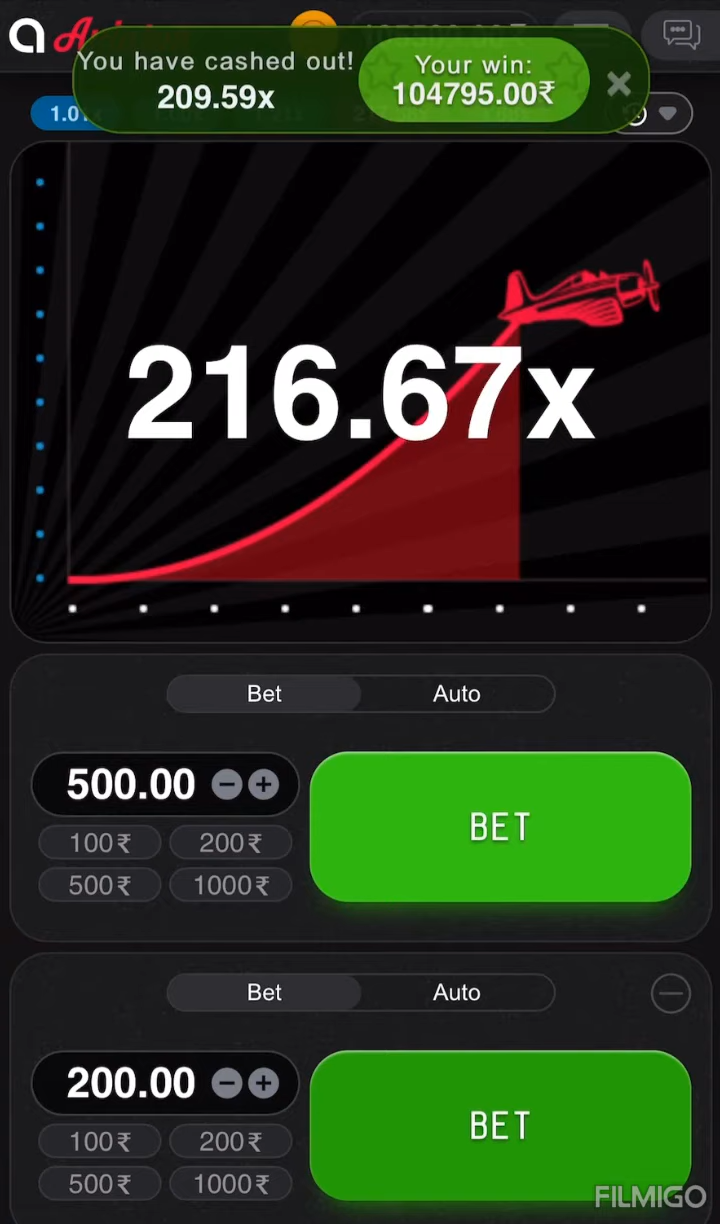 You have cashed out!
209.59x
Your win:
104795.00₹
216.67x
Bet Auto
500.00
100₹ 200₹
500₹ 1000₹
BET
Bet Auto
200.00
100₹ 200₹
500₹ 1000₹
BET
FILMIGO